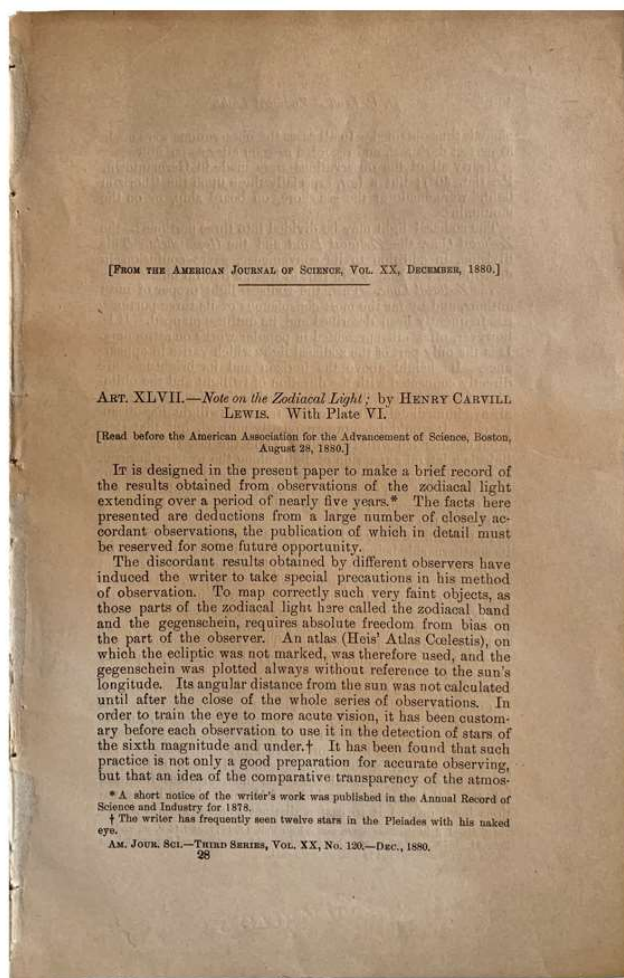 [FROM THE AMERICAN JOURNAL OF SCIENCE, VOL. XX, DECEMBER, 1880.]
ART. XLVII.—Note on the Zodiacal Light; by HENRY CARVILL
LEWIS. With Plate VI.
[Read before the American Association for the Advancement of Science, Boston,
August 28, 1880.]
IT is designed in the present paper to make a brief record of
the results obtained from observations of the zodiacal light
extending over a period of nearly five years.* The facts here
presented are deductions from a large number of closely ac-
cordant observations, the publication of which in detail must
be reserved for some future opportunity.
The discordant results obtained by different observers have
induced the writer to take special precautions in his method
of observation. To map correctly such very faint objects, as
those parts of the zodiacal light here called the zodiacal band
and the gegenschein, requires absolute freedom from bias on
the part of the observer. An atlas (Heis' Atlas Cœlestis), on
which the ecliptic was not marked, was therefore used, and the
gegenschein was plotted always without reference to the sun's
longitude. Its angular distance from the sun was not calculated
until after the close of the whole series of observations. In
order to train the eye to more acute vision, it has been custom-
ary before each observation to use it in the detection of stars of
the sixth magnitude and under.† It has been found that such
practice is not only a good preparation for accurate observing,
but that an idea of the comparative transparency of the atmos-
* A short notice of the writer's work was published in the Annual Record of
Science and Industry for 1878.
† The writer has frequently seen twelve stars in the Pleiades with his naked
eye.
AM. JOUR. SCI.—THIRD SERIES, VOL. XX, NO. 120.—DEC., 1880.
28